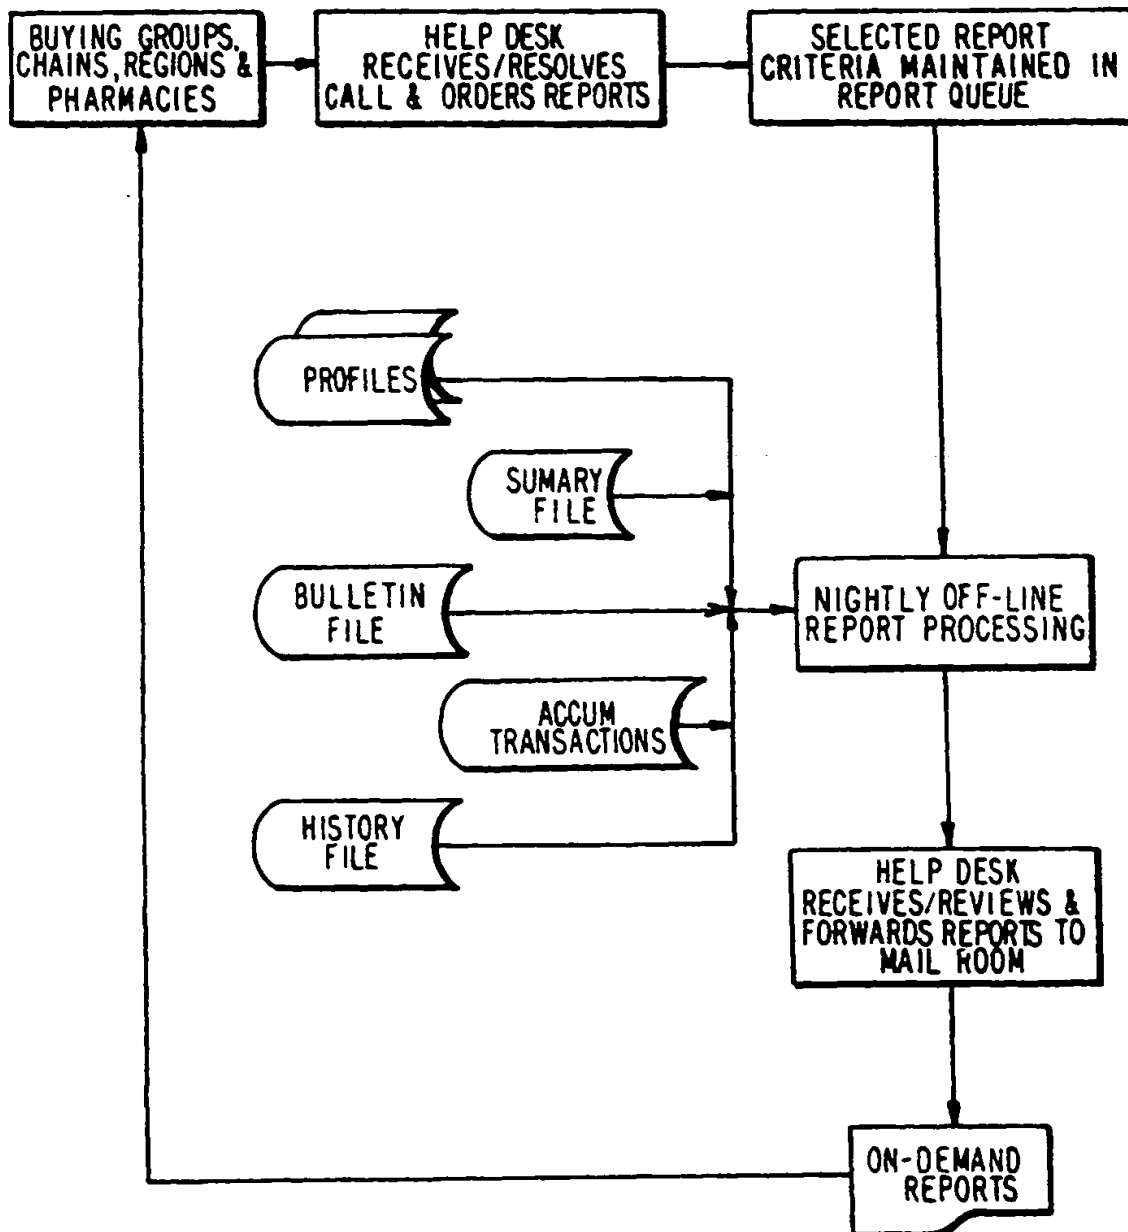 BUYING GROUPS,
CHAINS, REGIONS &
PHARMACIES
HELP DESK
RECEIVES/RESOLVES
CALL & ORDERS REPORTS
SELECTED REPORT
CRITERIA MAINTAINED IN
REPORT QUEUE
PROFILES
SUMARY
FILE
BULLETIN
FILE
ACCUM
TRANSACTIONS
HISTORY
FILE
NIGHTLY OFF-LINE
REPORT PROCESSING
HELP DESK
RECEIVES/REVIEWS &
FORWARDS REPORTS TO
MAIL ROOM
ON-DEMAND
REPORTS